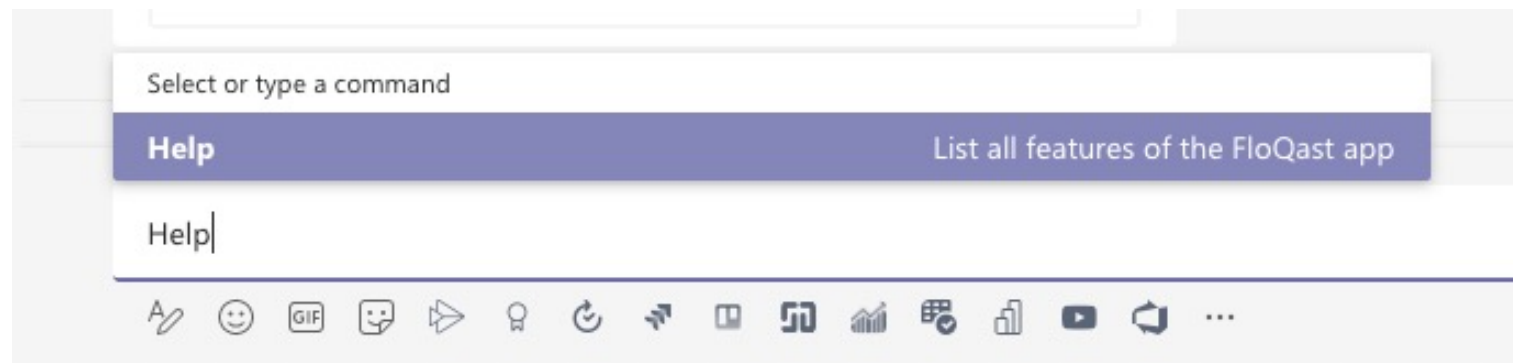 Select or type a command
Help List all features of the FloQast app
Help
GIF